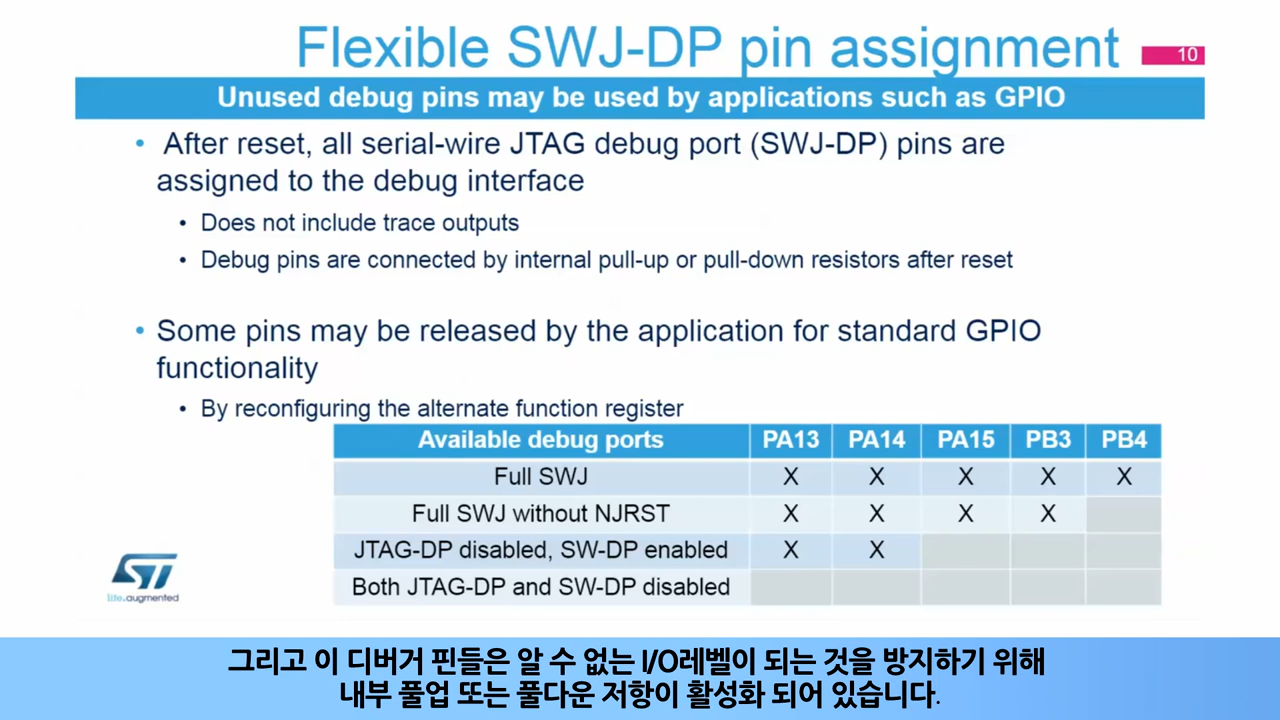 Flexible SWJ-DP pin assignment
10
Unused debug pins may be used by applications such as GPIO
• After reset, all serial-wire JTAG debug port (SWJ-DP) pins are
assigned to the debug interface
• Does not include trace outputs
• Debug pins are connected by internal pull-up or pull-down resistors after reset
• Some pins may be released by the application for standard GPIO
functionality
• By reconfiguring the alternate function register
Available debug ports PA13 PA14 PA15 PB3 PB4
Full SWJ X X X X X
Full SWJ without NJRST X X X X
JTAG-DP disabled, SW-DP enabled X X
Both JTAG-DP and SW-DP disabled
ST
life.augmented
그리고 이 디버거 핀들은 알 수 없는 I/O레벨이 되는 것을 방지하기 위해
내부 풀업 또는 풀다운 저항이 활성화 되어 있습니다.